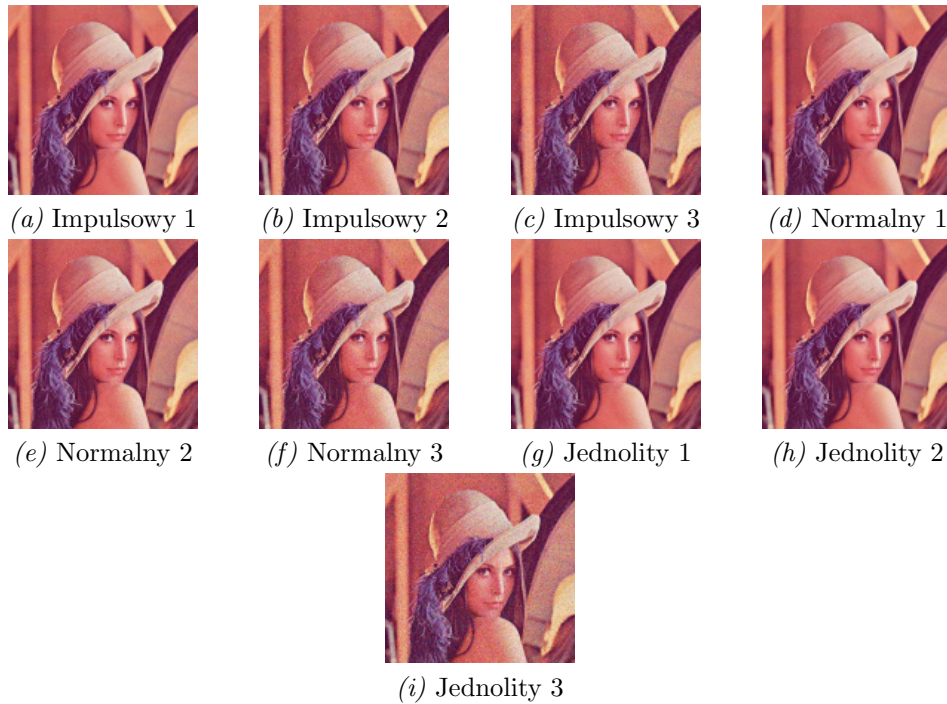 (a) Impulsowy 1
(b) Impulsowy 2
(c) Impulsowy 3
(d) Normalny 1
(e) Normalny 2
(f) Normalny 3
(g) Jednolity 1
(h) Jednolity 2
(i) Jednolity 3